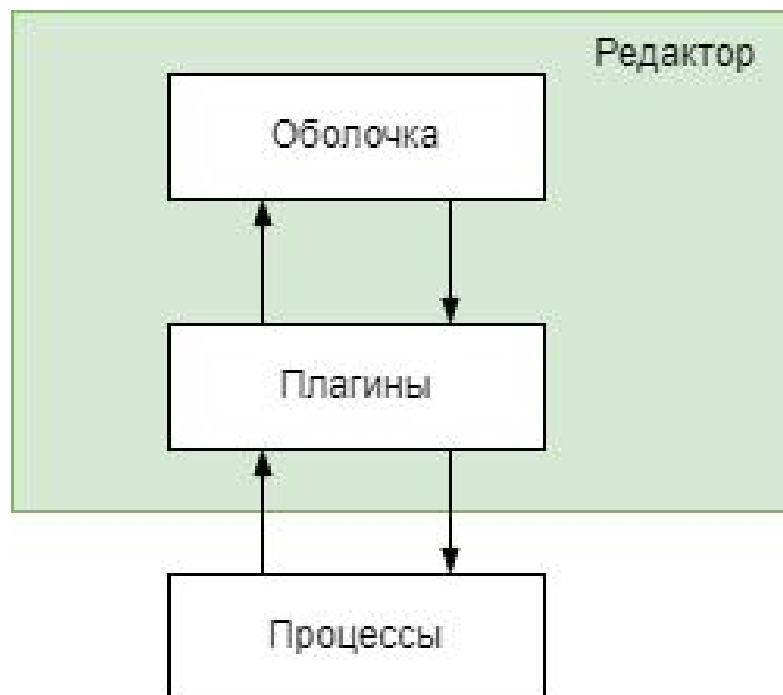 Редактор
Оболочка
Плагины
Процессы